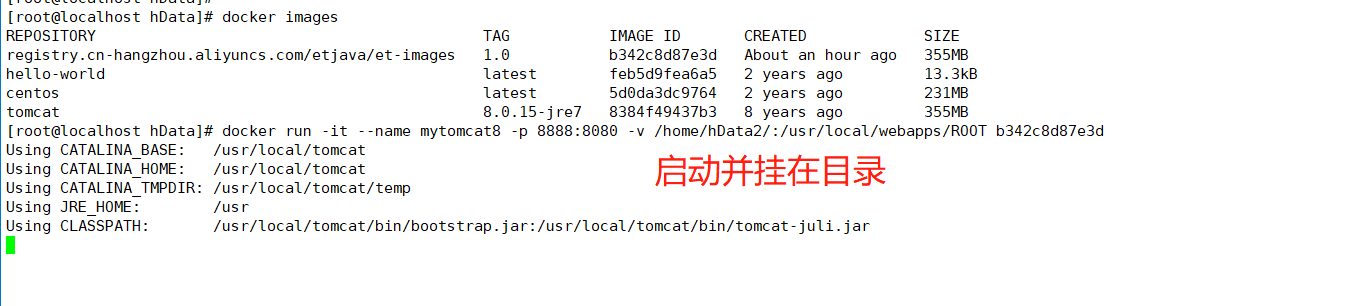 [root@localhost hData]#
[root@localhost hData]# docker images
REPOSITORY TAG IMAGE ID CREATED SIZE
registry.cn-hangzhou.aliyuncs.com/etjava/et-images 1.0 b342c8d87e3d About an hour ago 355MB
hello-world latest feb5d9fea6a5 2 years ago 13.3kB
centos latest 5d0da3dc9764 2 years ago 231MB
tomcat 8.0.15-jre7 8384f49437b3 8 years ago 355MB
[root@localhost hData]# docker run -it --name mytomcat8 -p 8888:8080 -v /home/hData2/:/usr/local/webapps/ROOT b342c8d87e3d
Using CATALINA_BASE: /usr/local/tomcat
Using CATALINA_HOME: /usr/local/tomcat
Using CATALINA_TMPDIR: /usr/local/tomcat/temp
Using JRE_HOME: /usr
Using CLASSPATH: /usr/local/tomcat/bin/bootstrap.jar:/usr/local/tomcat/bin/tomcat-juli.jar
启动并挂在目录